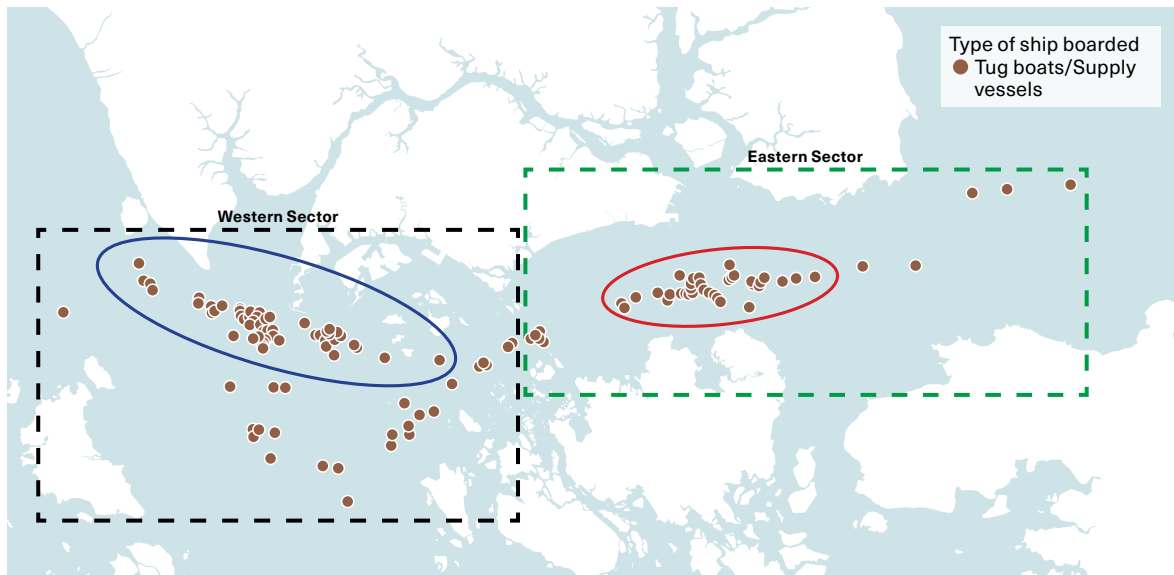 Type of ship boarded
Tug boats/Supply
vessels
Eastern Sector
Western Sector